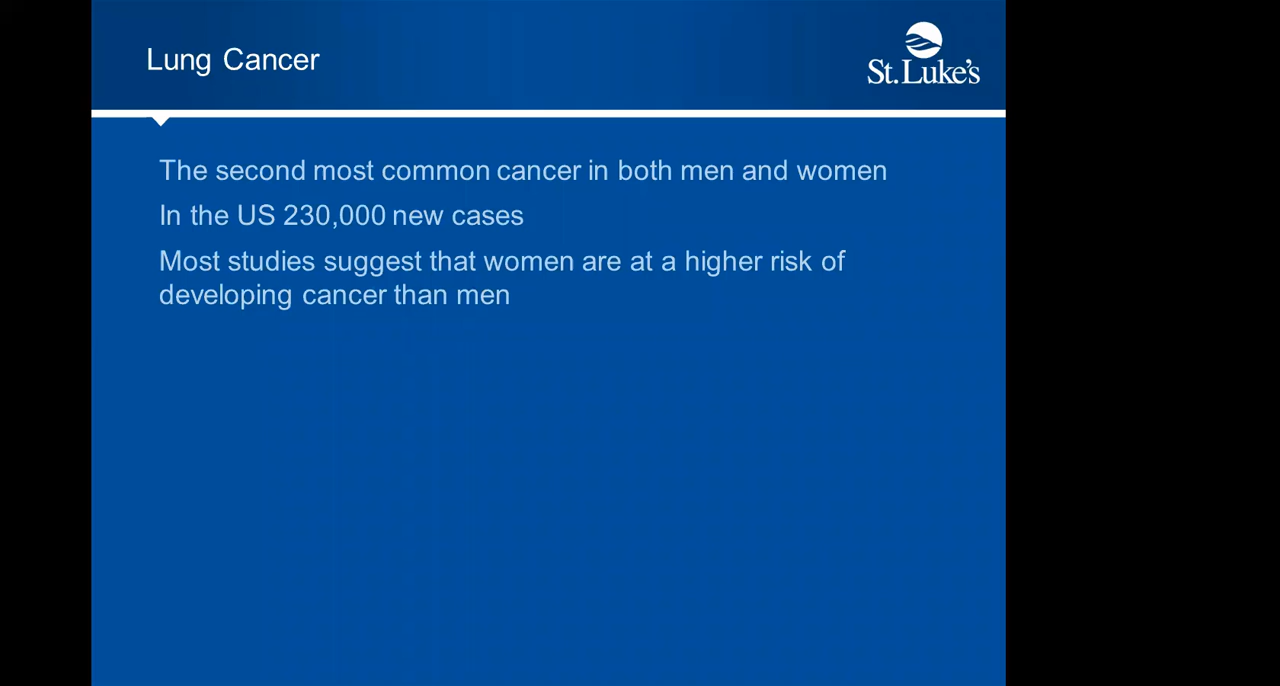 Lung Cancer
St. Luke's
The second most common cancer in both men and women
In the US 230,000 new cases
Most studies suggest that women are at a higher risk of
developing cancer than men